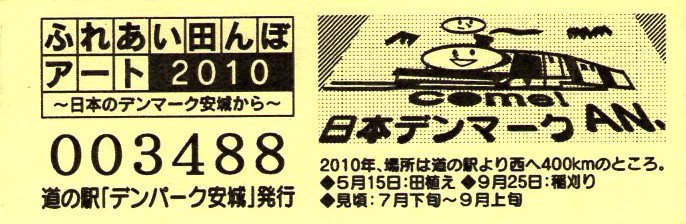 ふれあい田んぼ
アート 2010
～日本のデンマーク安城から～
003488
道の駅「デンパーク安城」発行
Come!
日本デンマーク AN.
2010年、場所は道の駅より西へ400kmのところ。
◆5月15日：田植え ◆9月25日：稲刈り
◆見頃：7月下旬～9月上旬